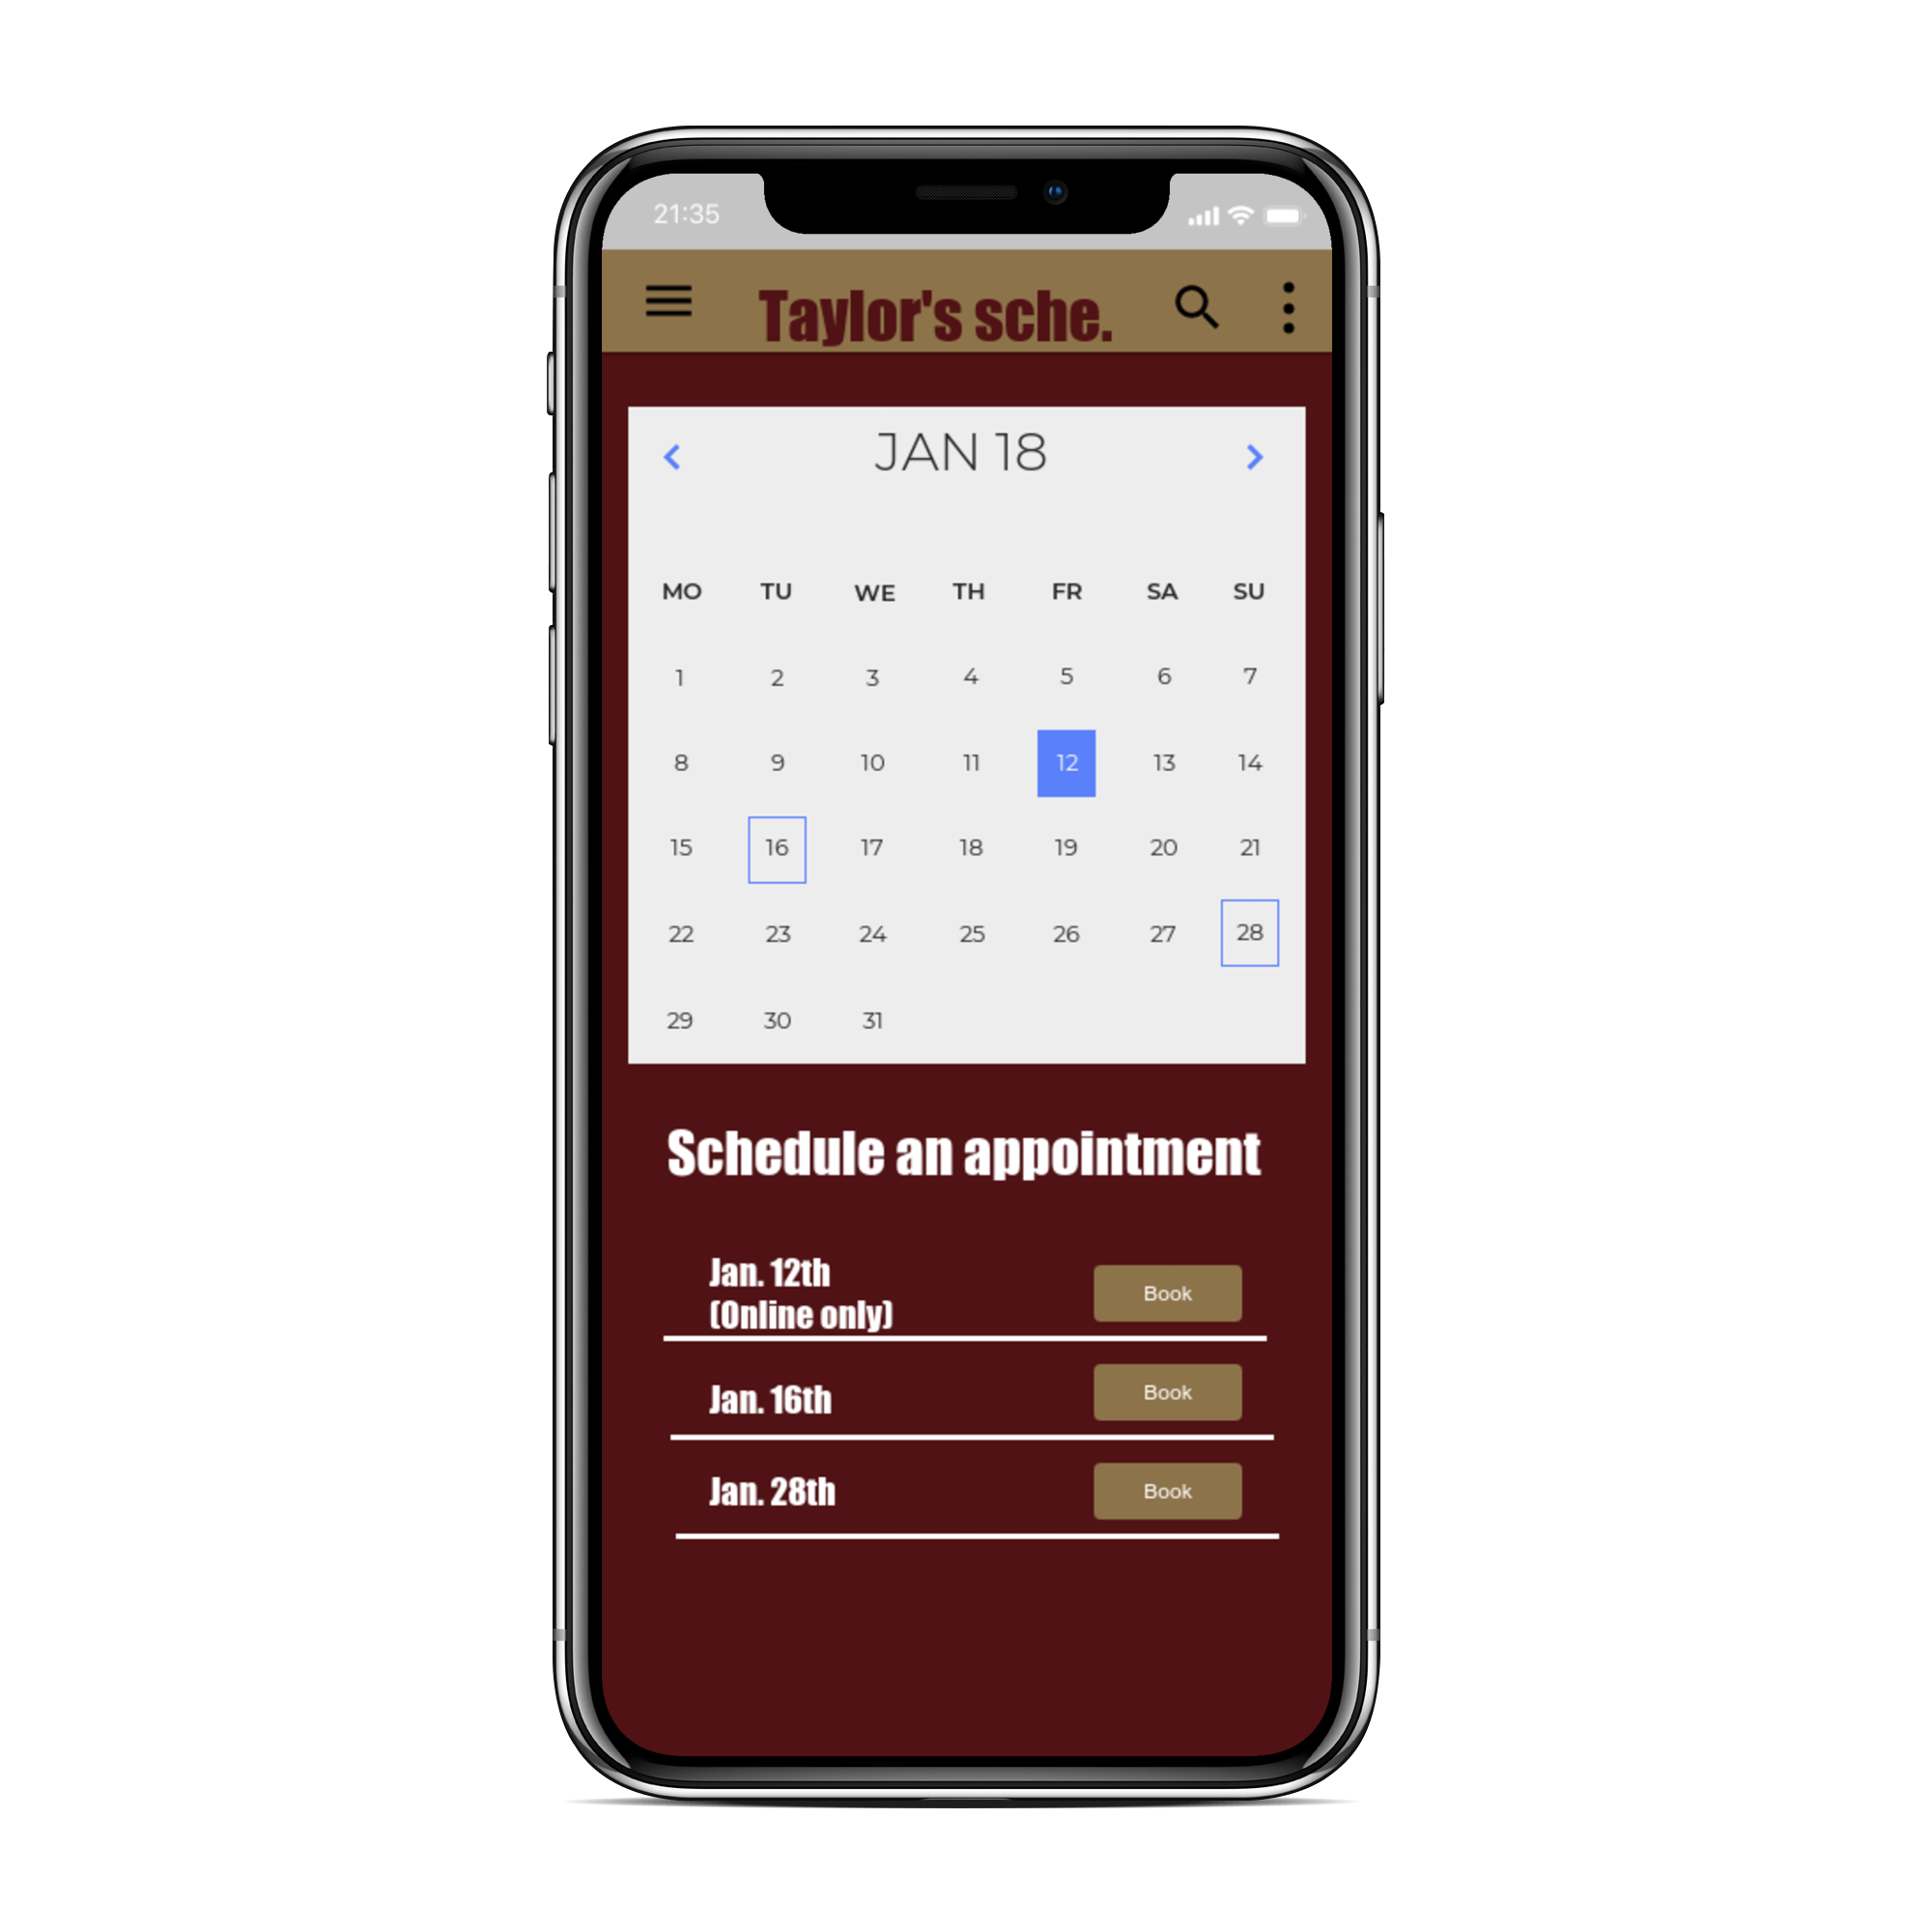 21:35
Taylor's sche.
JAN 18
MO TU WE TH FR SA SU
1 2 3 4 5 6 7
8 9 10 11 12 13 14
15 16 17 18 19 20 21
22 23 24 25 26 27 28
29 30 31
Schedule an appointment
Jan. 12th
(Online only)
Book
Jan. 16th
Book
Jan. 28th
Book